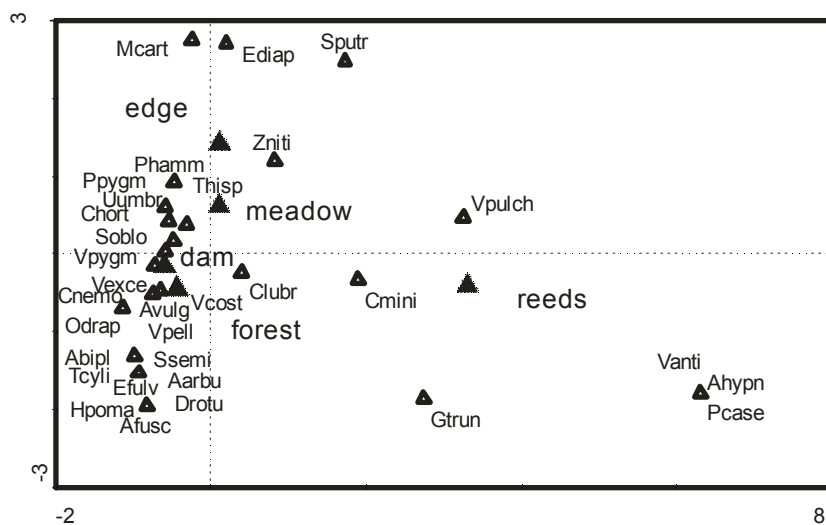 3
Mcart
Ediap
Sputr
edge
Zniti
Phamm
Ppygm
Thisp
Uumbr
meadow
Vpulch
Chort
Soblo
Vpygm
dam
Vexce
Clubr
Cmini
reeds
Cnemo
Avulg
Vcost
Odrap
Vpell
forest
Abipl
Ssemi
Vanti
Tcyli
Efulv
Aarbu
Ahypn
Hpoma
Drotu
Gtrun
Pcase
Afusc
-3
-2
8